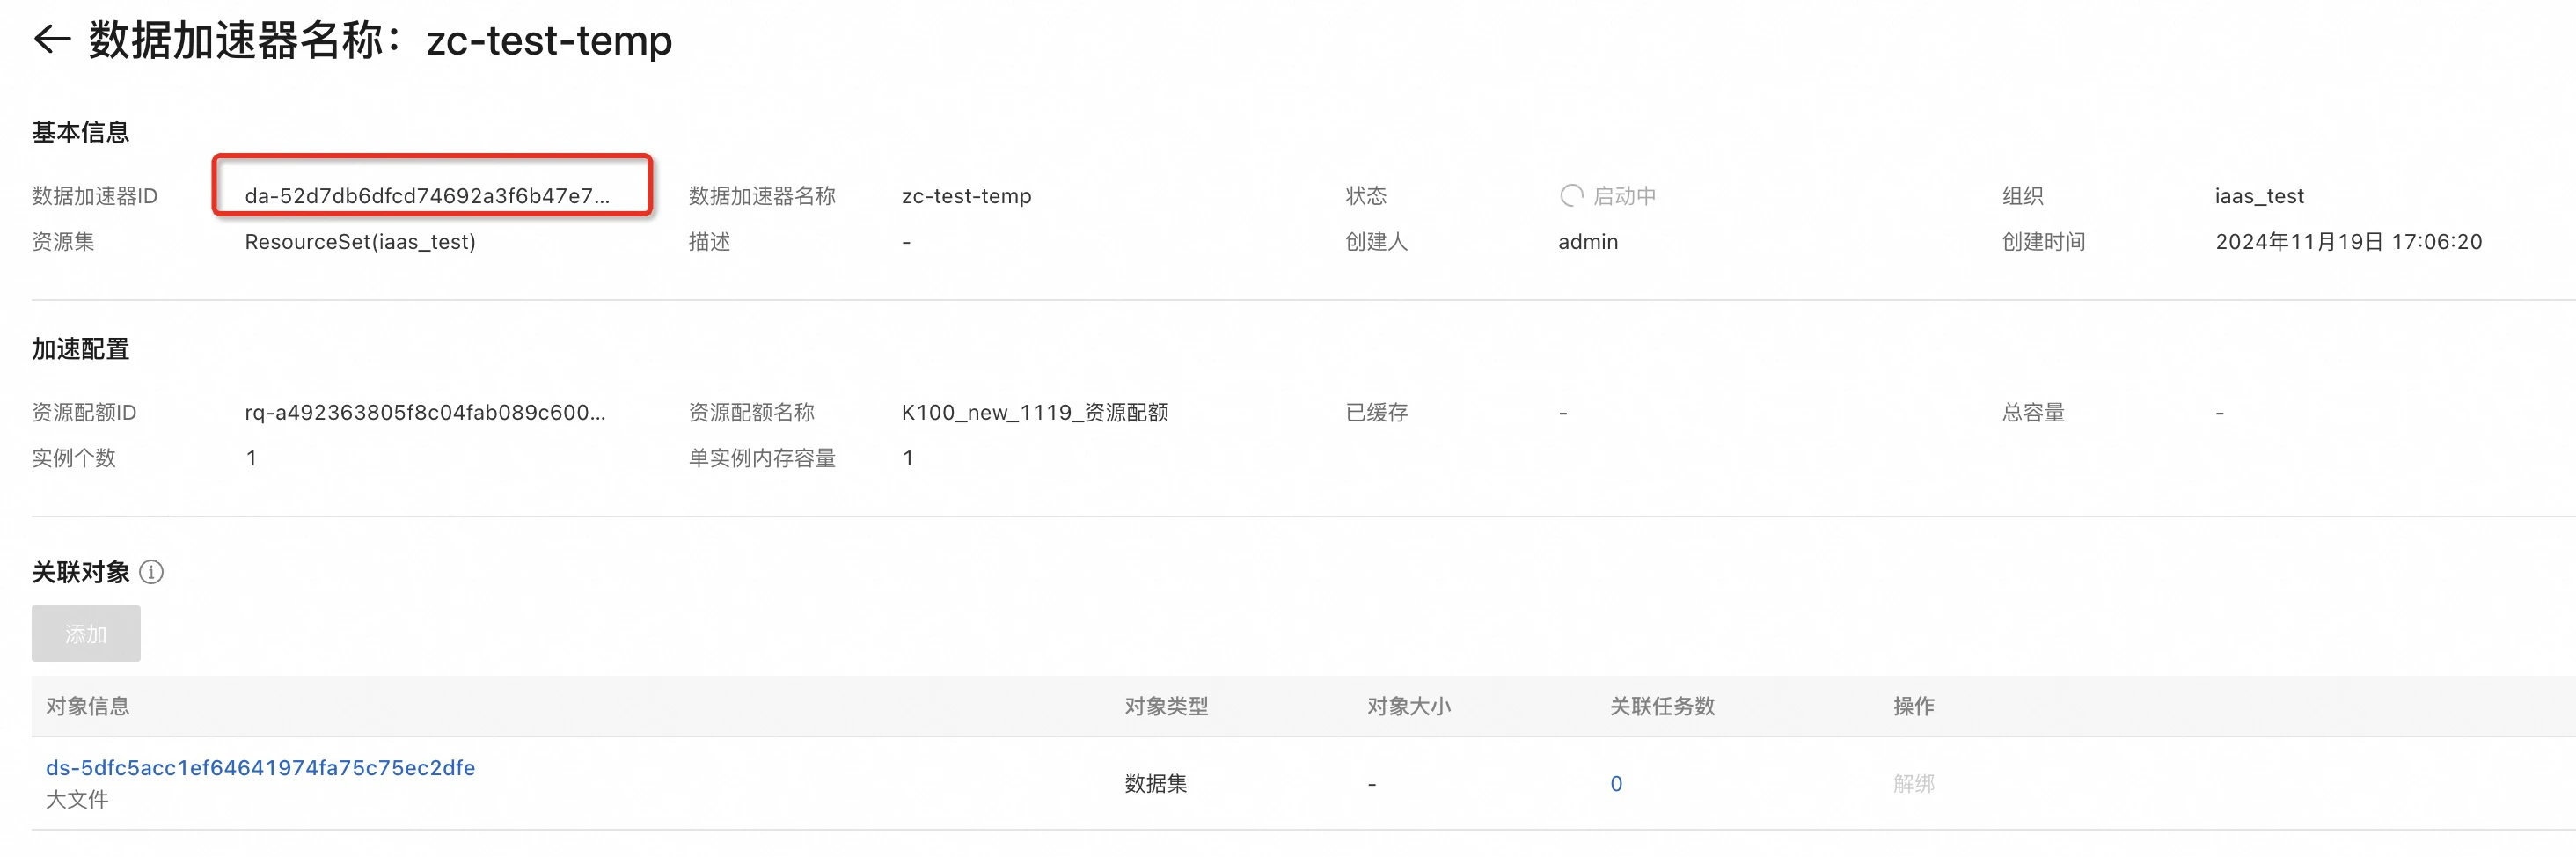 数据加速器名称：zc-test-temp
基本信息
数据加速器ID da-52d7db6dfcd74692a3f6b47e7... 数据加速器名称 zc-test-temp 状态 启动中 组织 iaas_test
资源集 ResourceSet(iaas_test) 描述 - 创建人 admin 创建时间 2024年11月19日 17:06:20
加速配置
资源配额ID rq-a492363805f8c04fab089c600... 资源配额名称 K100_new_1119_资源配额 已缓存 - 总容量 -
实例个数 1 单实例内存容量 1
关联对象
添加
对象信息 对象类型 对象大小 关联任务数 操作
ds-5dfc5acc1ef64641974fa75c75ec2dfe
大文件 数据集 - 0 解绑